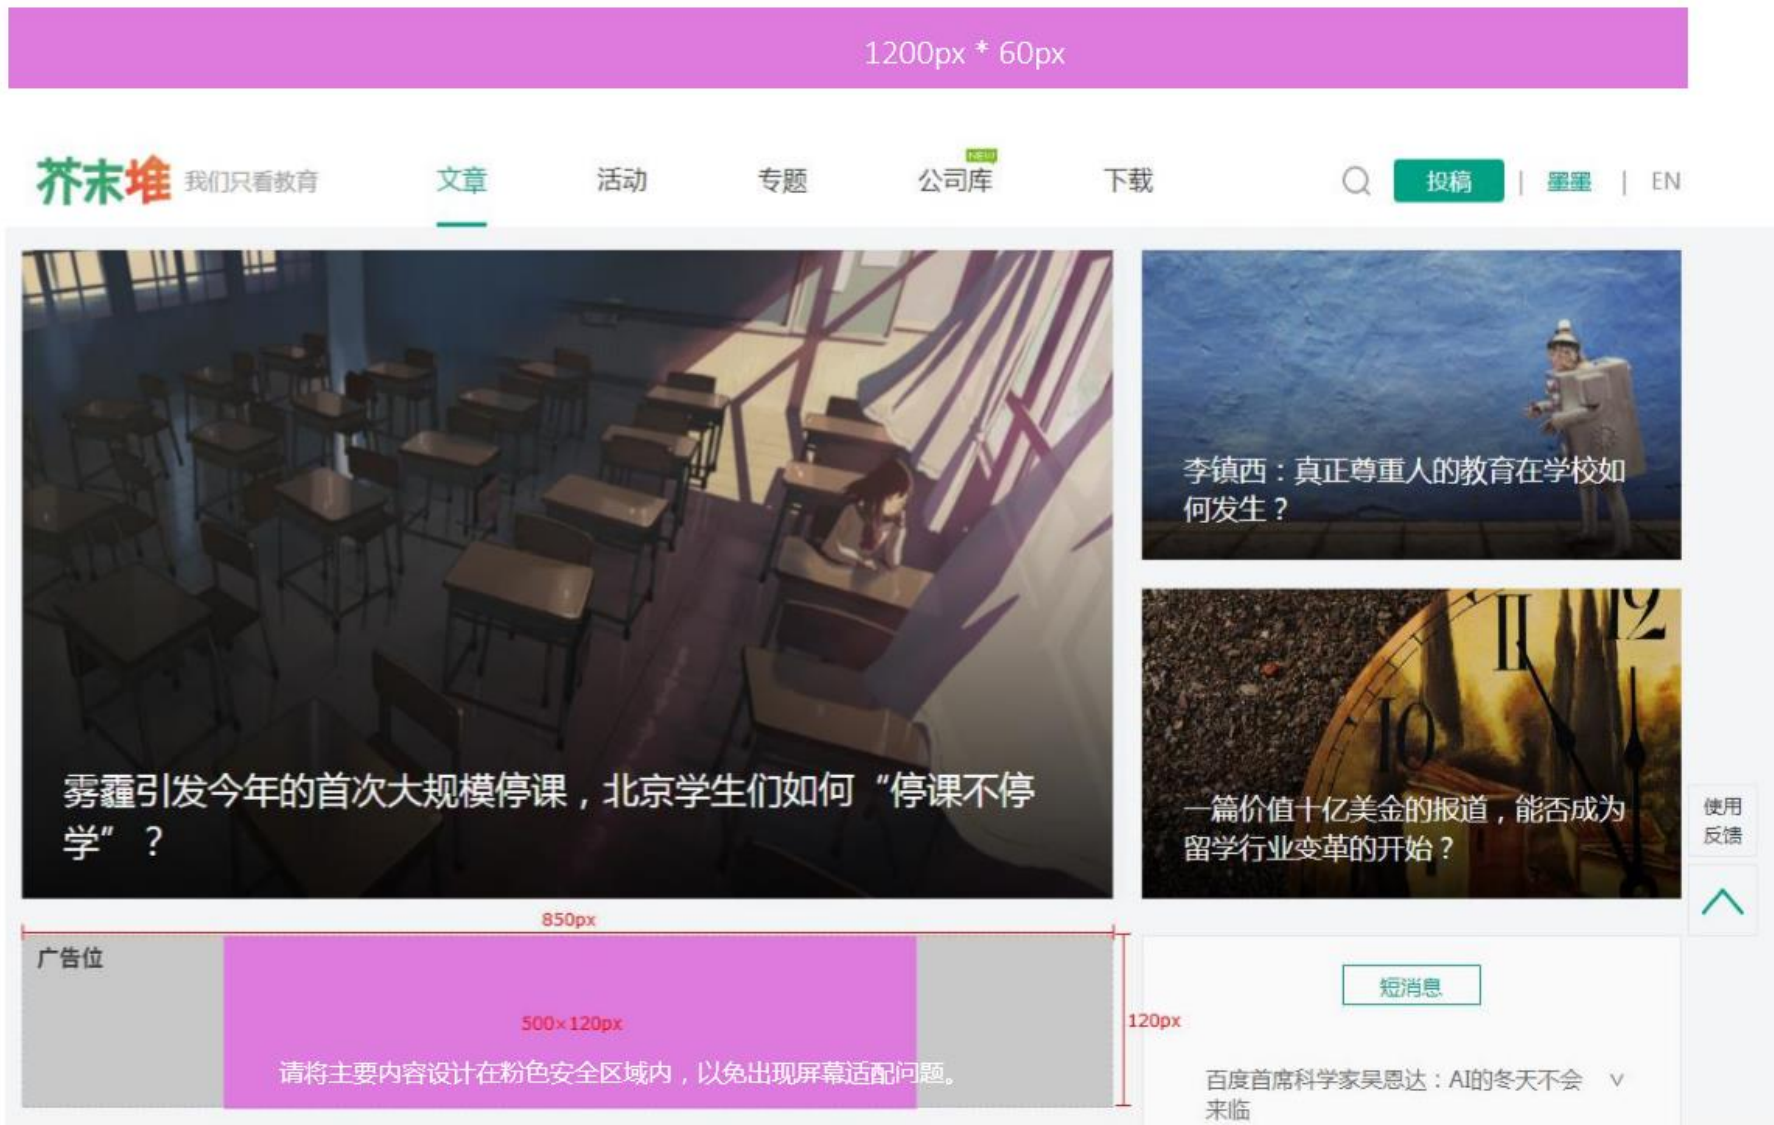 1200px * 60px
芥末堆 我们只看教育 文章 活动 专题 公司库 NEW 下载 投稿 | 墨墨 | EN
李镇西：真正尊重人的教育在学校如
何发生？
雾霾引发今年的首次大规模停课，北京学生们如何“停课不停
学”？
12
10
一篇价值十亿美金的报道，能否成为
留学行业变革的开始？
使用
反馈
850px
广告位
500×120px
请将主要内容设计在粉色安全区域内，以免出现屏幕适配问题。
120px
短消息
百度首席科学家吴恩达：AI的冬天不会
来临